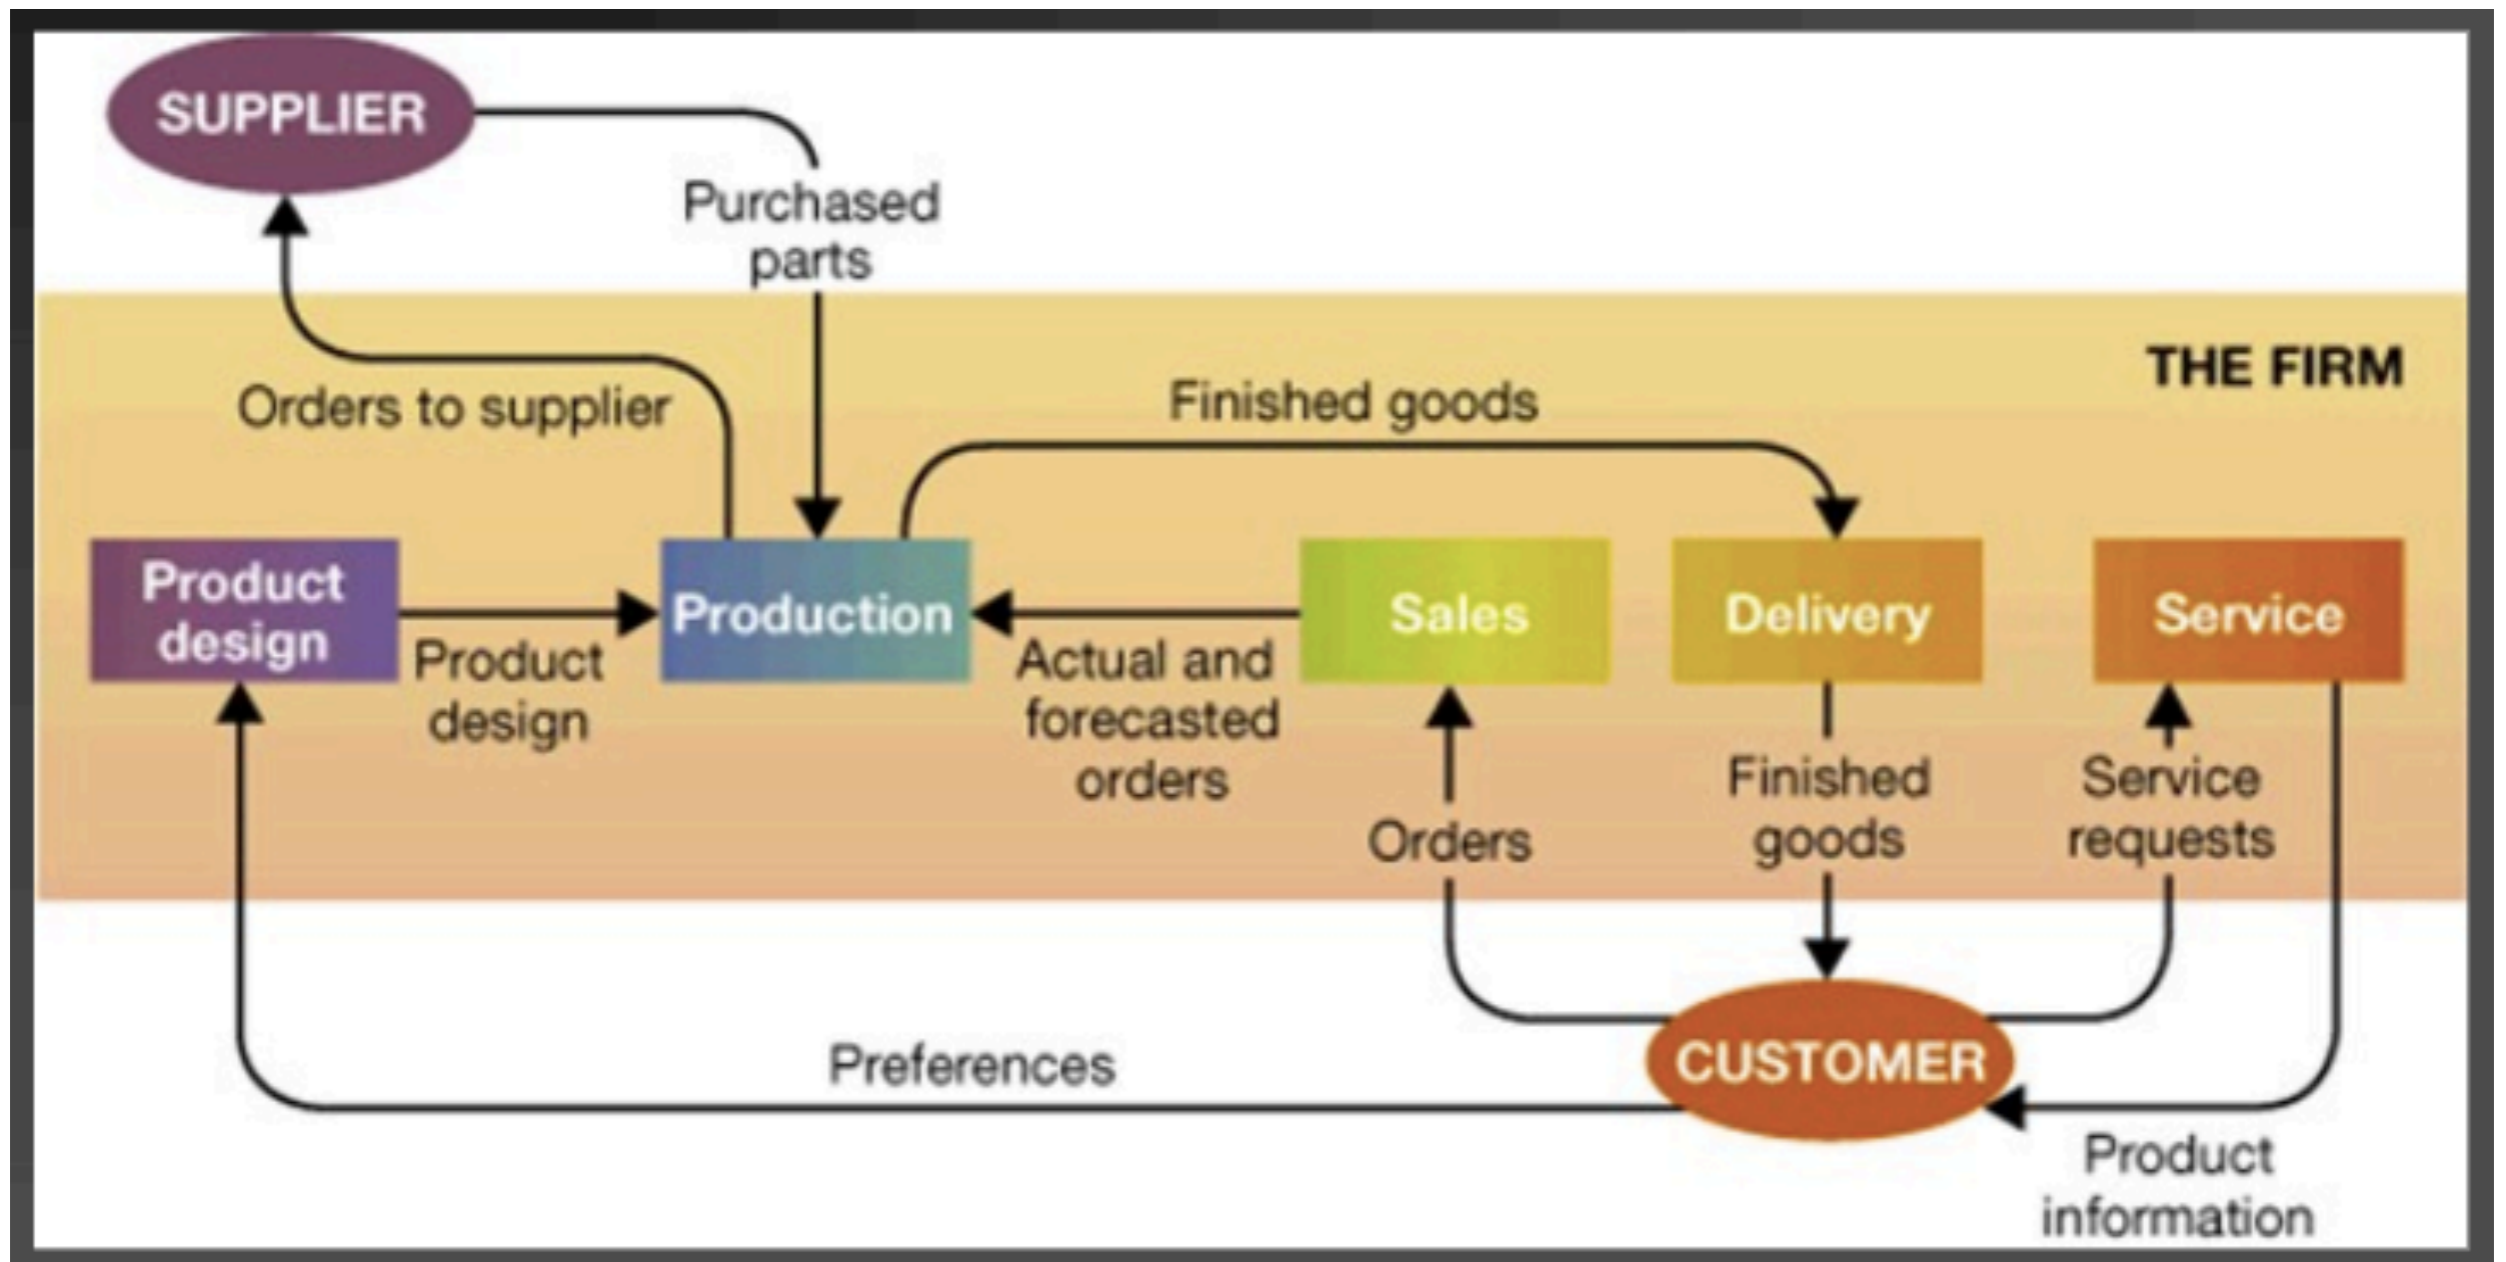 SUPPLIER
Purchased
parts
THE FIRM
Orders to supplier
Finished goods
Product
design
Production
Sales
Delivery
Service
Product
design
Actual and
forecasted
orders
Orders
Finished
goods
Service
requests
Preferences
CUSTOMER
Product
information